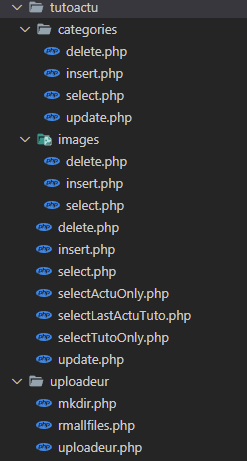 tutoactu
categories
delete.php
insert.php
select.php
update.php
images
delete.php
insert.php
select.php
delete.php
insert.php
select.php
selectActuOnly.php
selectLastActuTuto.php
selectTutoOnly.php
update.php
uploadeur
mkdir.php
rmallfiles.php
uploadeur.php